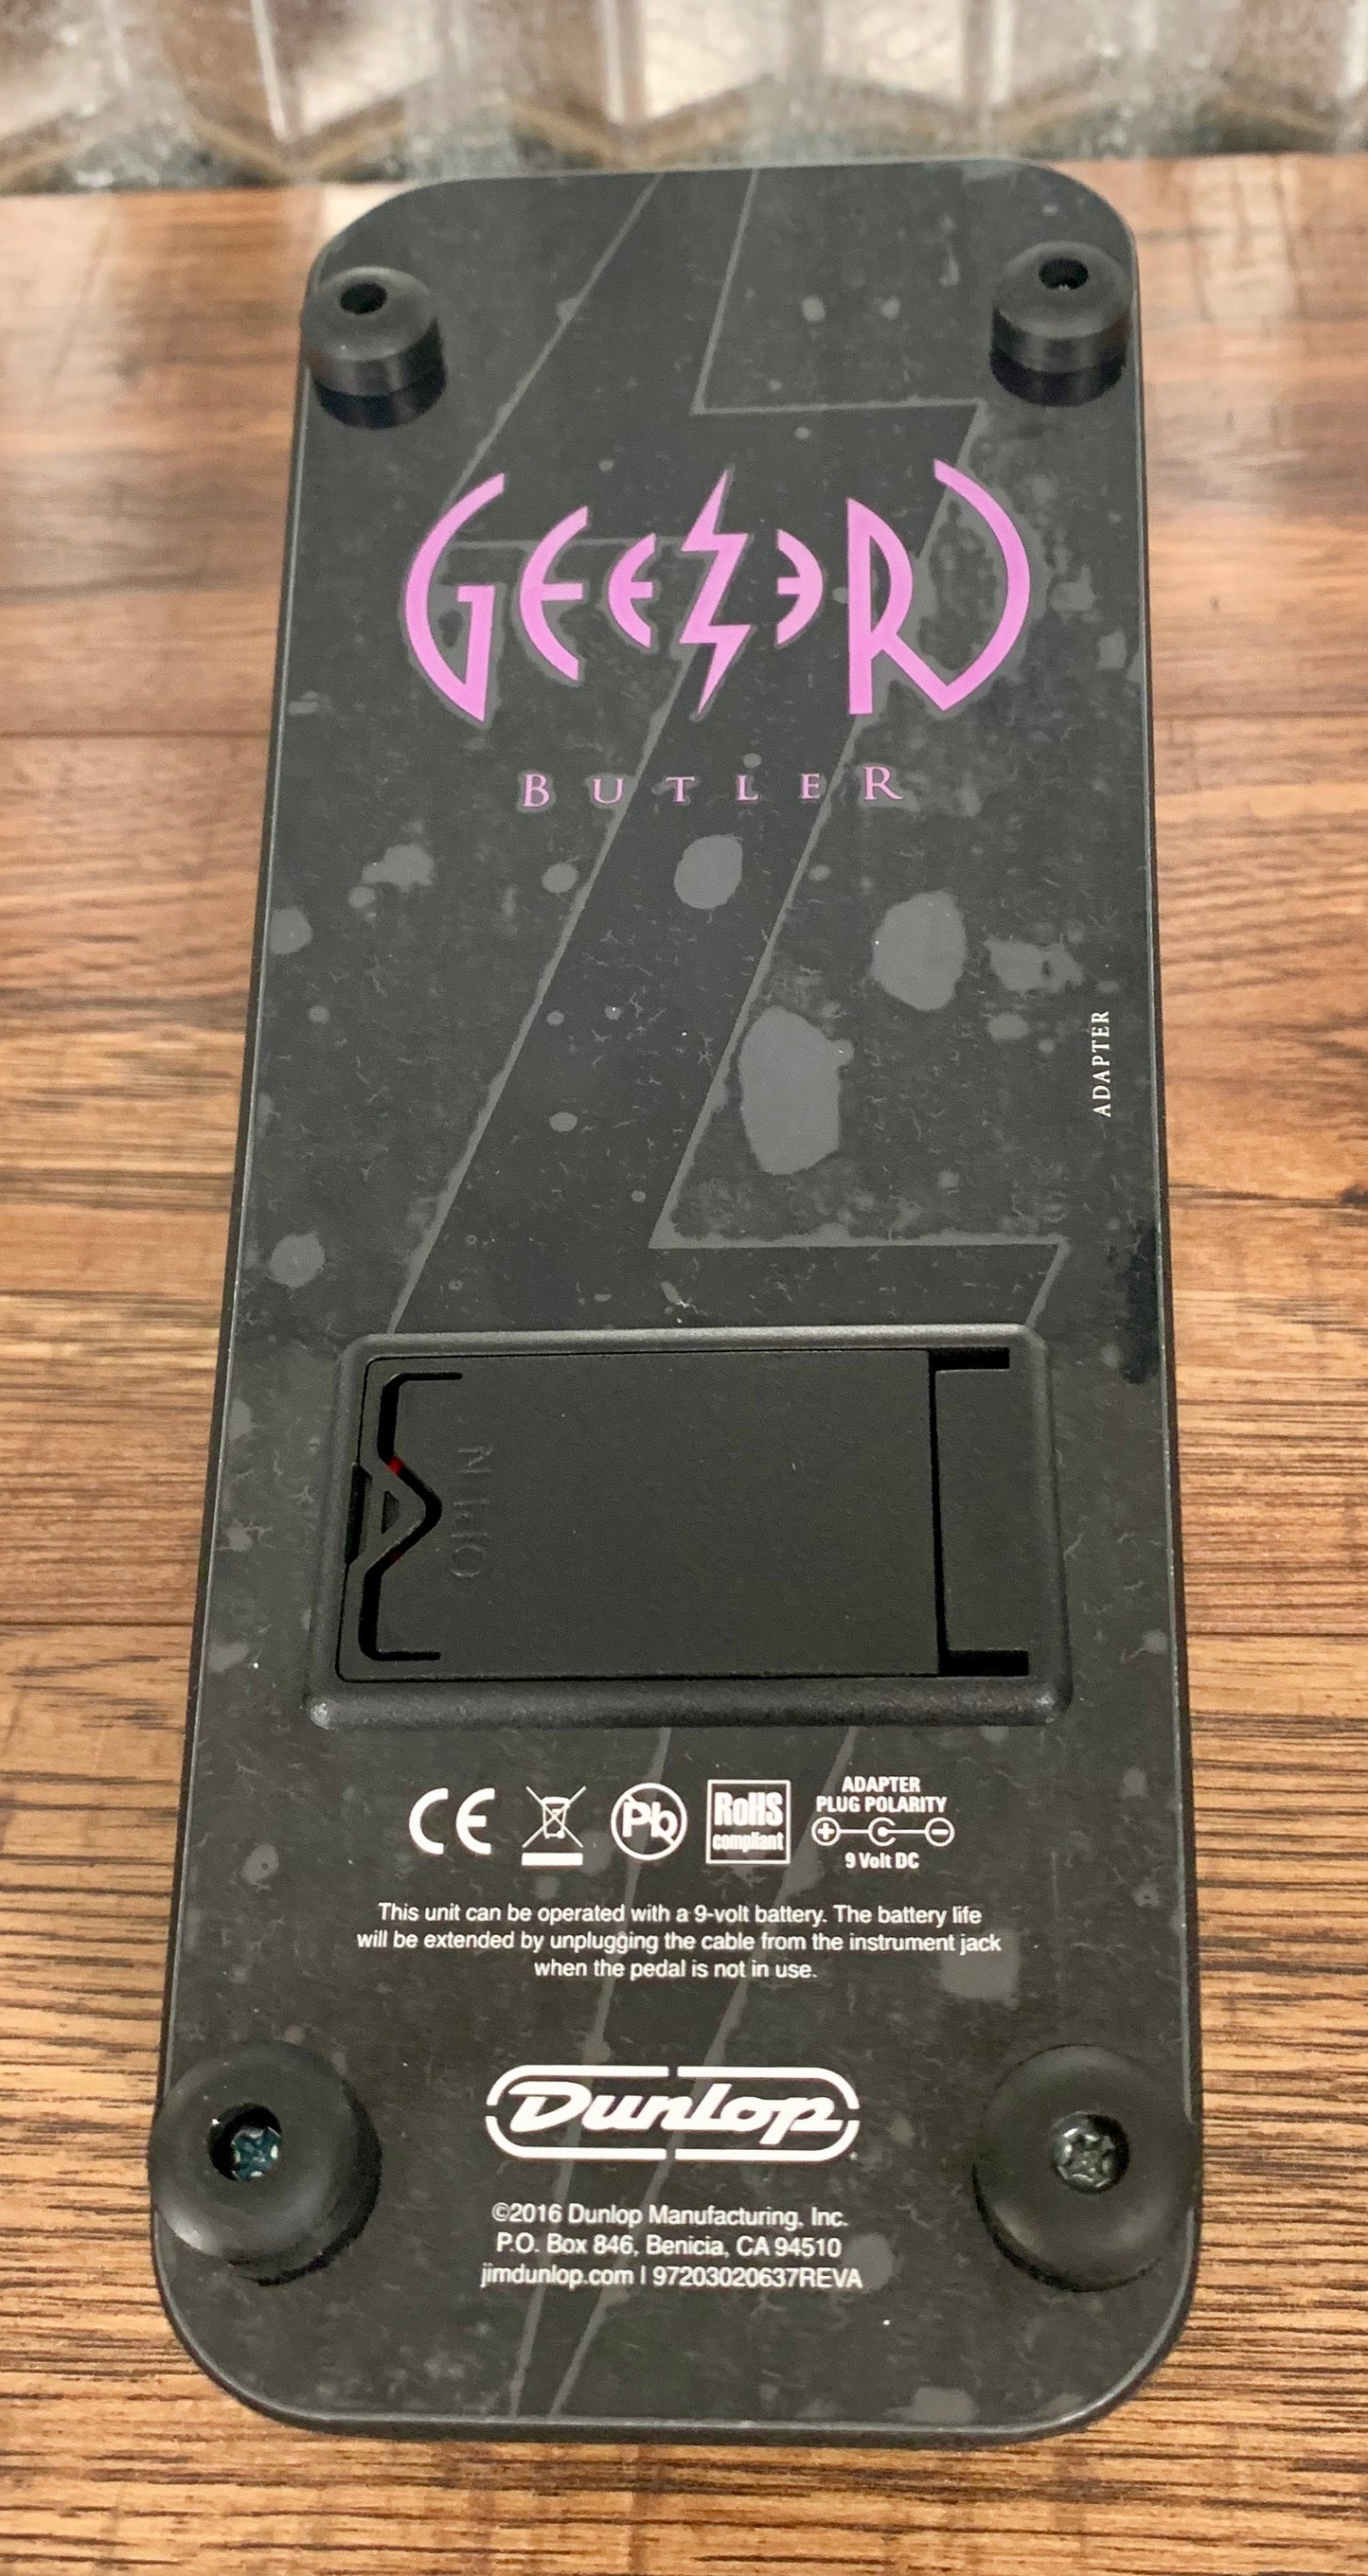 GEEZER
BUTLER
ADAPTER
OPEN
CE
Pb
RoHS
compliant
ADAPTER
PLUG POLARITY
+ C −
9 Volt DC
This unit can be operated with a 9-volt battery. The battery life
will be extended by unplugging the cable from the instrument jack
when the pedal is not in use.
Dunlop
©2016 Dunlop Manufacturing, Inc.
P.O. Box 846, Benicia, CA 94510
jimdunlop.com | 97203020637REVA